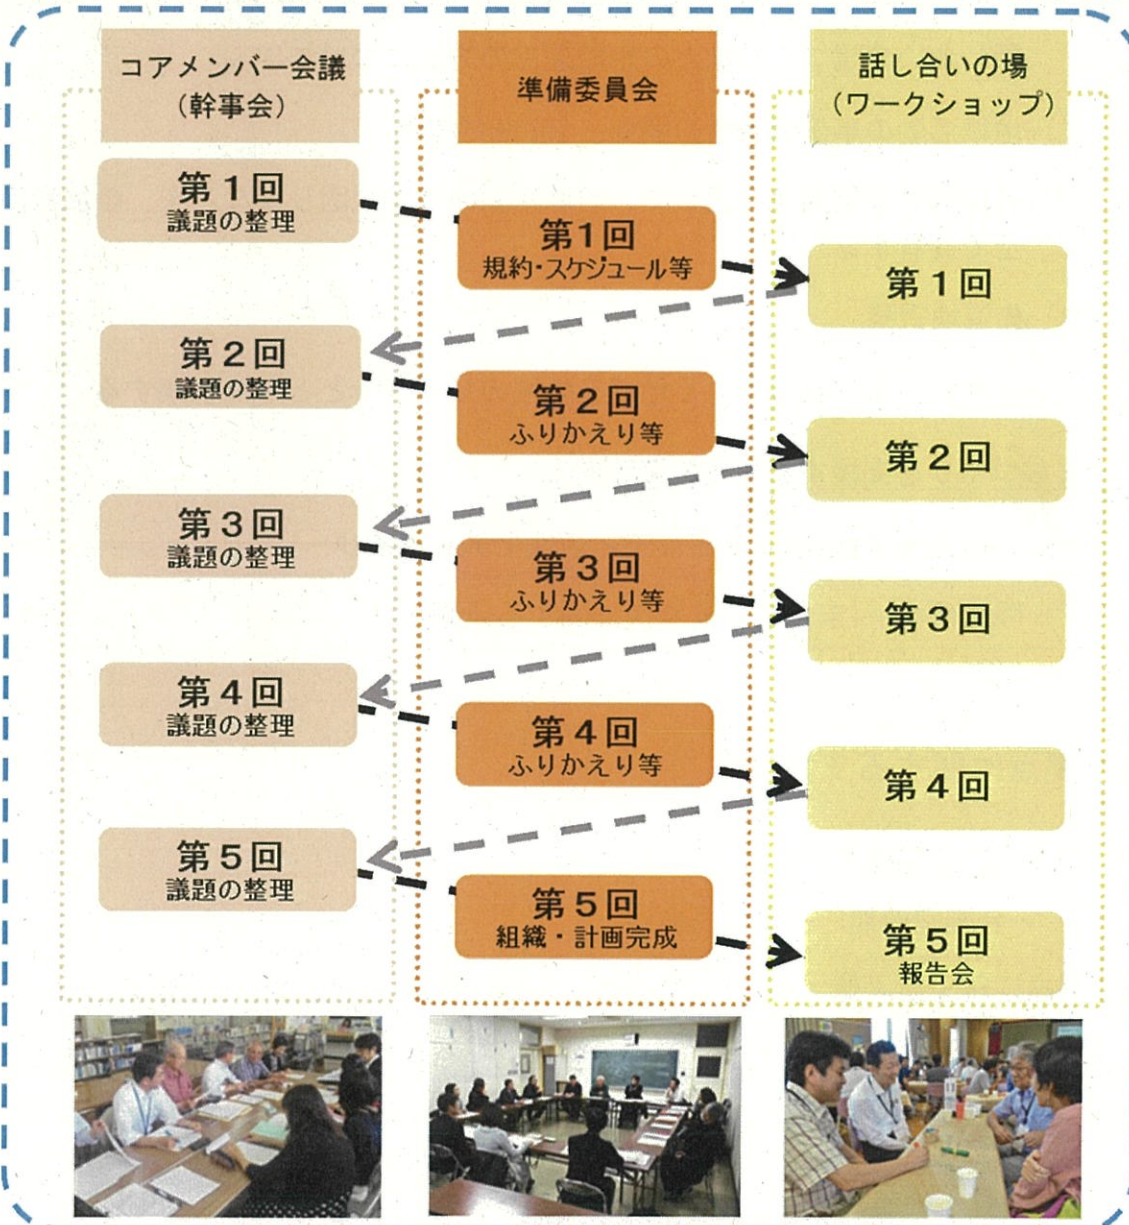 コアメンバー会議
（幹事会）
第１回
議題の整理
第２回
議題の整理
第３回
議題の整理
第４回
議題の整理
第５回
議題の整理
準備委員会
第1回
規約・スケジュール等
第２回
ふりかえり等
第３回
ふりかえり等
第４回
ふりかえり等
第５回
組織・計画完成
話し合いの場
（ワークショップ）
第１回
第２回
第３回
第４回
第５回
報告会